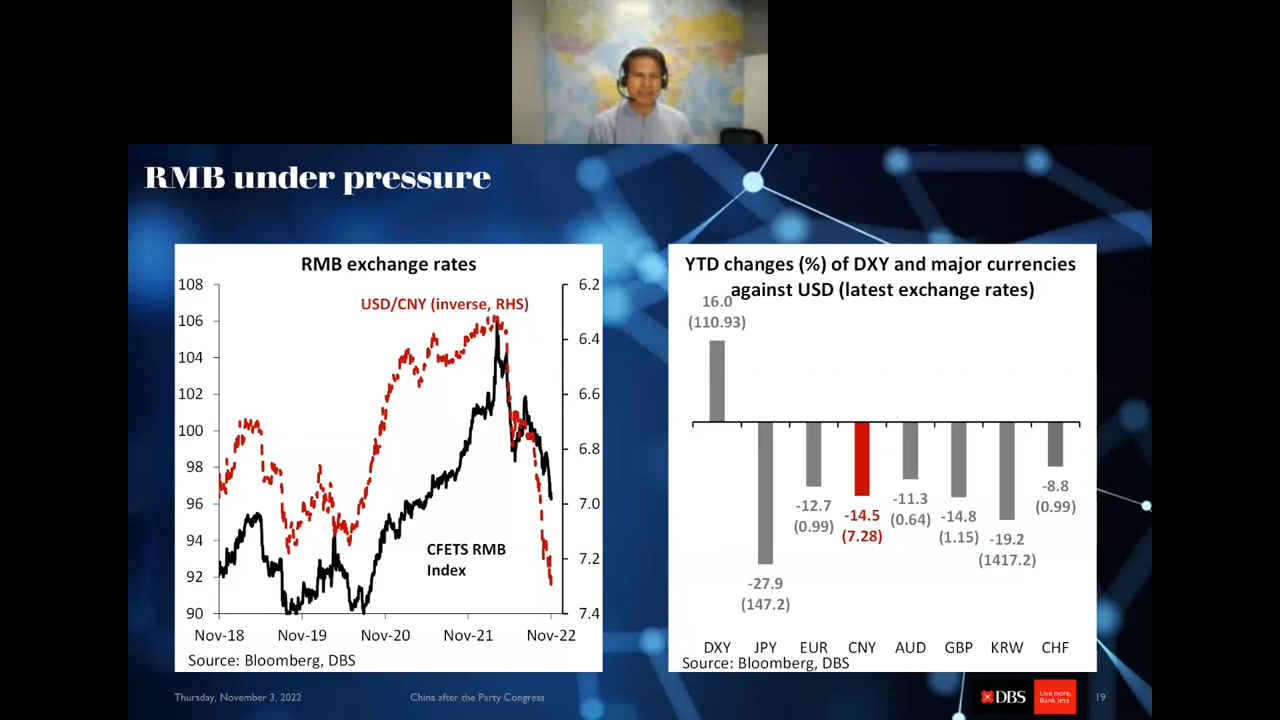 RMB under pressure
RMB exchange rates
108
106
104
102
100
98
96
94
92
90
6.2
6.4
6.6
6.8
7.0
7.2
7.4
USD/CNY (inverse, RHS)
CFETS RMB
Index
Nov-18 Nov-19 Nov-20 Nov-21 Nov-22
Source: Bloomberg, DBS
YTD changes (%) of DXY and major currencies
against USD (latest exchange rates)
16.0
(110.93)
-27.9
(147.2)
-12.7
(0.99)
-14.5
(7.28)
-11.3
(0.64)
-14.8
(1.15)
-19.2
(1417.2)
-8.8
(0.99)
DXY JPY EUR CNY AUD GBP KRW CHF
Source: Bloomberg, DBS
Thursday, November 3, 2022 China after the Party Congress
DBS
Live more,
Bank less
19